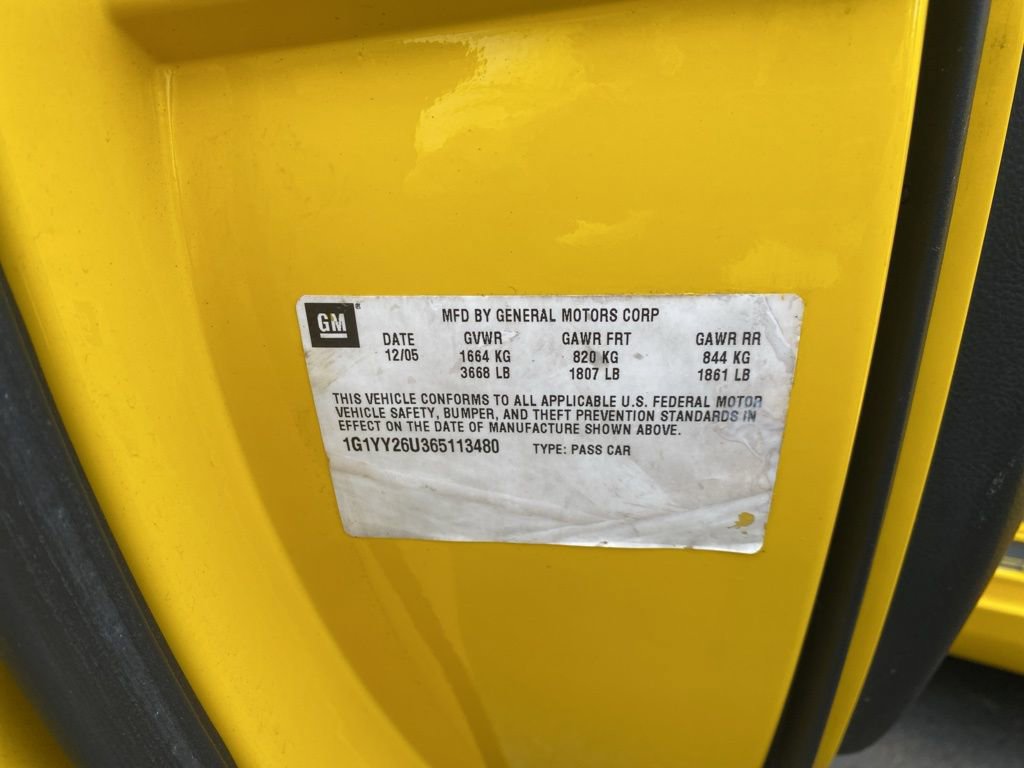 GM
MFD BY GENERAL MOTORS CORP
DATE GVWR GAWR FRT GAWR RR
12/05 1664 KG 820 KG 844 KG
3668 LB 1807 LB 1861 LB
THIS VEHICLE CONFORMS TO ALL APPLICABLE U.S. FEDERAL MOTOR
VEHICLE SAFETY, BUMPER, AND THEFT PREVENTION STANDARDS IN
EFFECT ON THE DATE OF MANUFACTURE SHOWN ABOVE.
1G1YY26U365113480 TYPE: PASS CAR